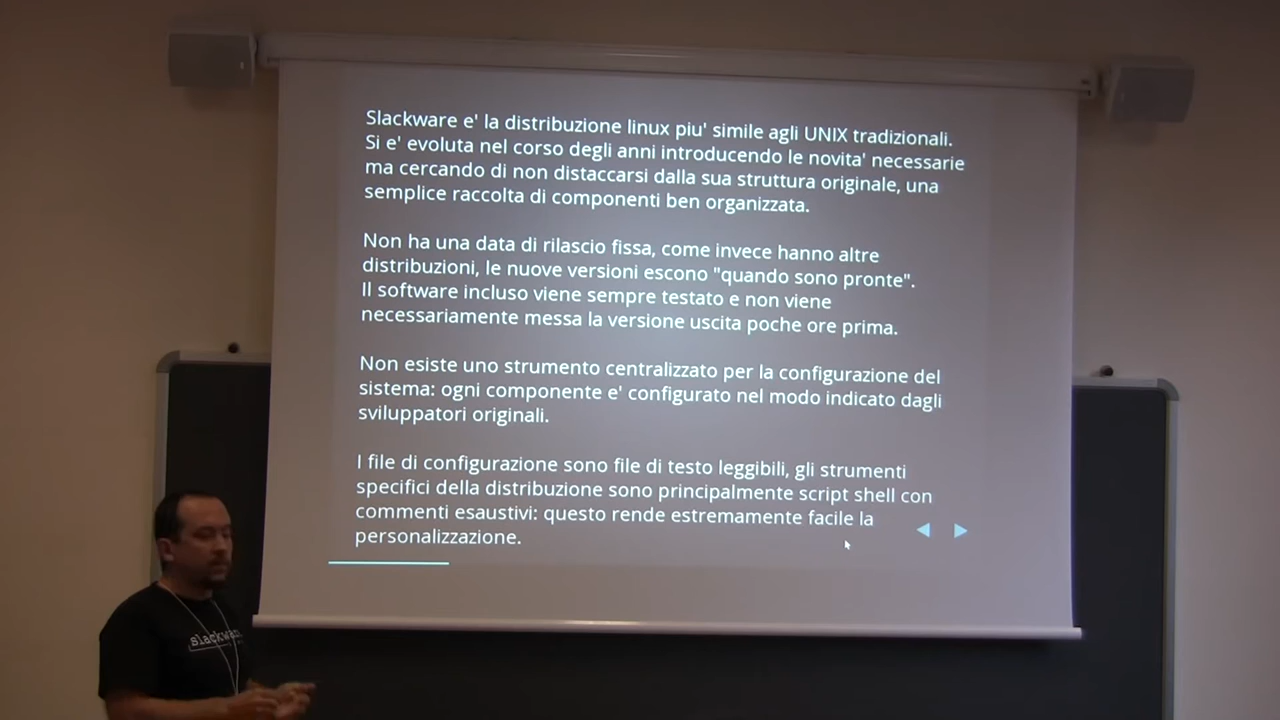 Slackware e' la distribuzione linux piu' simile agli UNIX tradizionali.
Si e' evoluta nel corso degli anni introducendo le novita' necessarie
ma cercando di non distaccarsi dalla sua struttura originale, una
semplice raccolta di componenti ben organizzata.
Non ha una data di rilascio fissa, come invece hanno altre
distribuzioni, le nuove versioni escono "quando sono pronte".
Il software incluso viene sempre testato e non viene
necessariamente messa la versione uscita poche ore prima.
Non esiste uno strumento centralizzato per la configurazione del
sistema: ogni componente e' configurato nel modo indicato dagli
sviluppatori originali.
I file di configurazione sono file di testo leggibili, gli strumenti
specifici della distribuzione sono principalmente script shell con
commenti esaustivi: questo rende estremamente facile la
personalizzazione.
slackwa